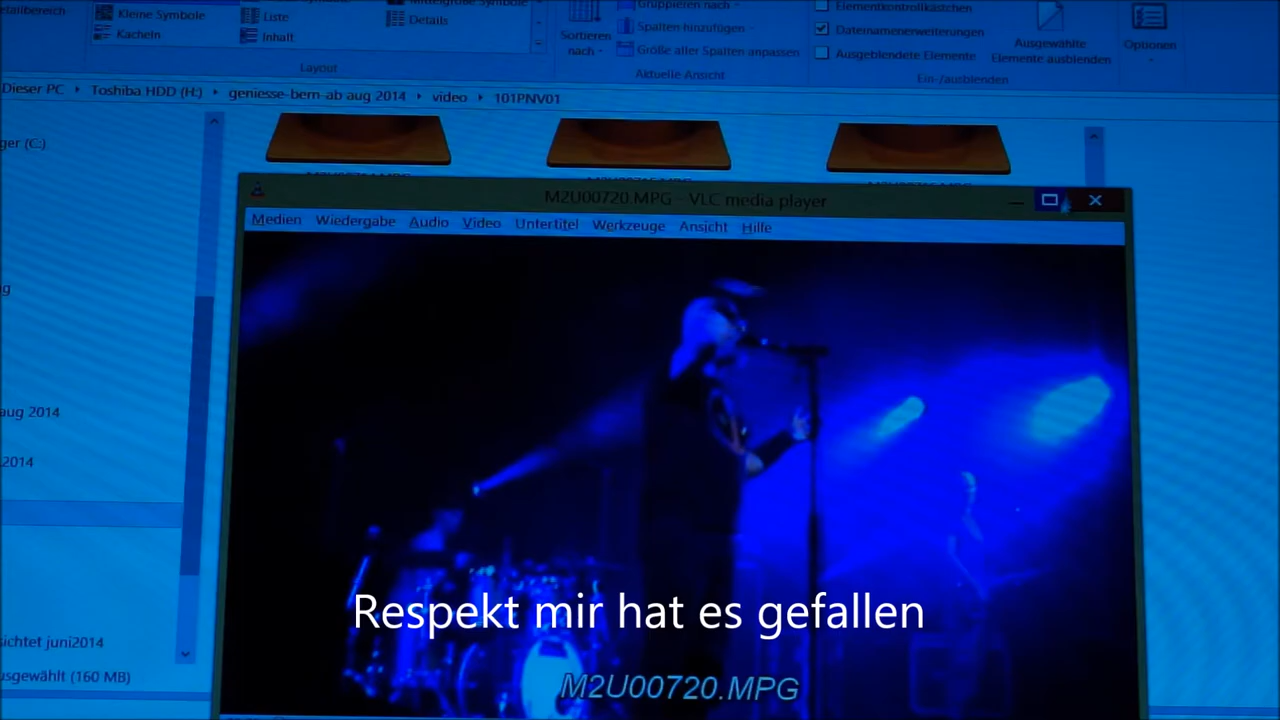 Kleine Symbole
Liste
Details
Kacheln
Inhalt
Layout
Sortieren
nach
Gruppieren nach
Spalten hinzufügen
Größe aller Spalten anpassen
Aktuelle Ansicht
Elementkontrollkästchen
Dateinamenerweiterungen
Ausgeblendete Elemente
Ausgewählte
Elemente ausblenden
Ein-/ausblenden
Optionen
Dieser PC
Toshiba HDD (H:)
geniesse-bern-ab aug 2014
video
101PNV01
ger (C:)
M2U00720.MPG - VLC media player
Medien Wiedergabe Audio Video Untertitel Werkzeuge Ansicht Hilfe
g
aug 2014
2014
Respekt mir hat es gefallen
sichtet juni2014
usgewählt (160 MB)
M2U00720.MPG